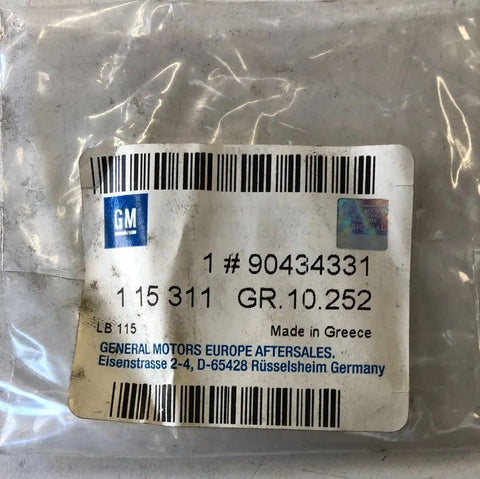 GM
1 # 90434331
1 15 311 GR.10.252
LB 115 Made in Greece
GENERAL MOTORS EUROPE AFTERSALES.
Eisenstrasse 2-4, D-65428 Rüsselsheim Germany